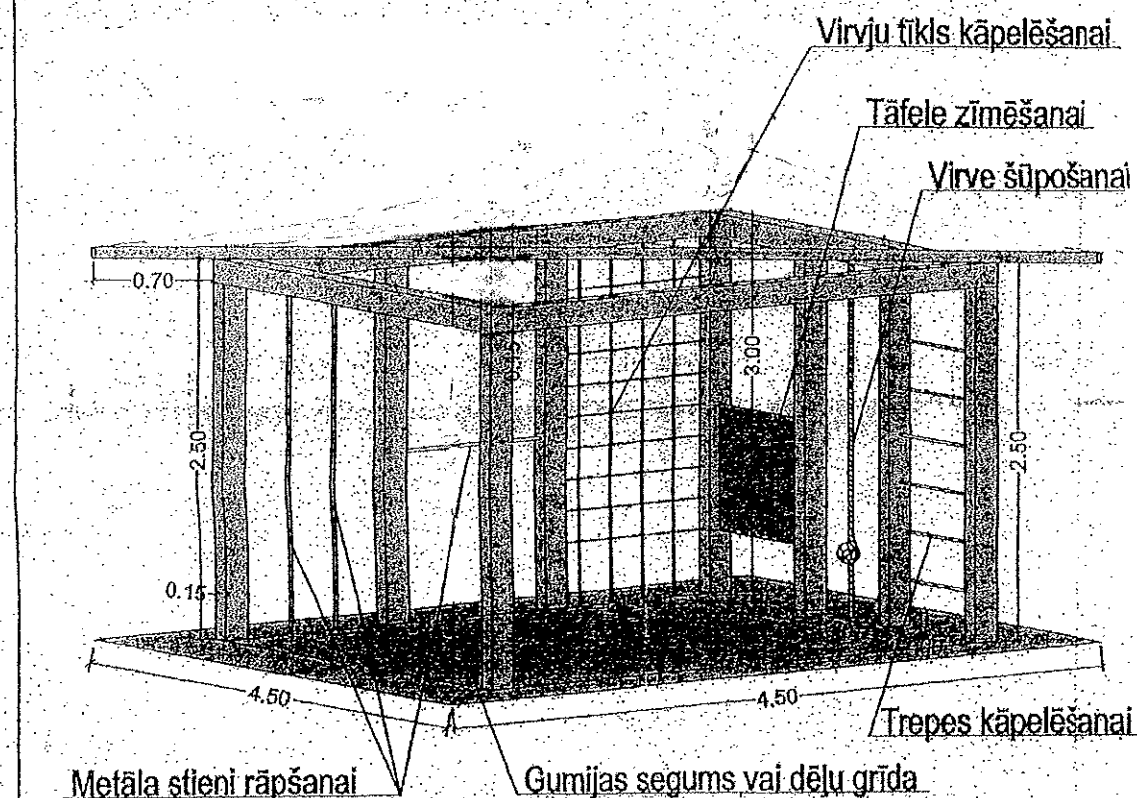 Virvju tīkls kāpelēšanai
Tāfele zīmēšanai
Virve šūpošanai
0.70
2.50
3.00
2.50
0.15
4.50
4.50
Trepes kāpelēšanai
Metāla stieņi rāpšanai
Gumijas segums vai dēļu grīda